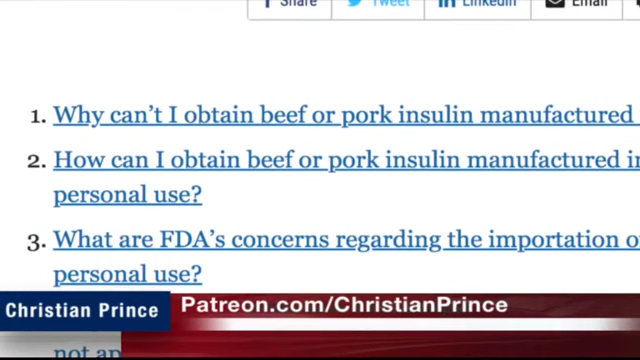 Share Tweet Linkedin Email
1. Why can't I obtain beef or pork insulin manufactured
2. How can I obtain beef or pork insulin manufactured in
personal use?
3. What are FDA's concerns regarding the importation of
personal use?
Christian Prince
Patreon.com/ChristianPrince
not ap